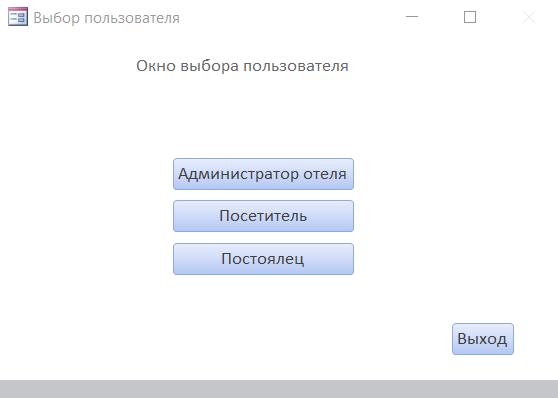 Выбор пользователя
Окно выбора пользователя
Администратор отеля
Посетитель
Постоялец
Выход